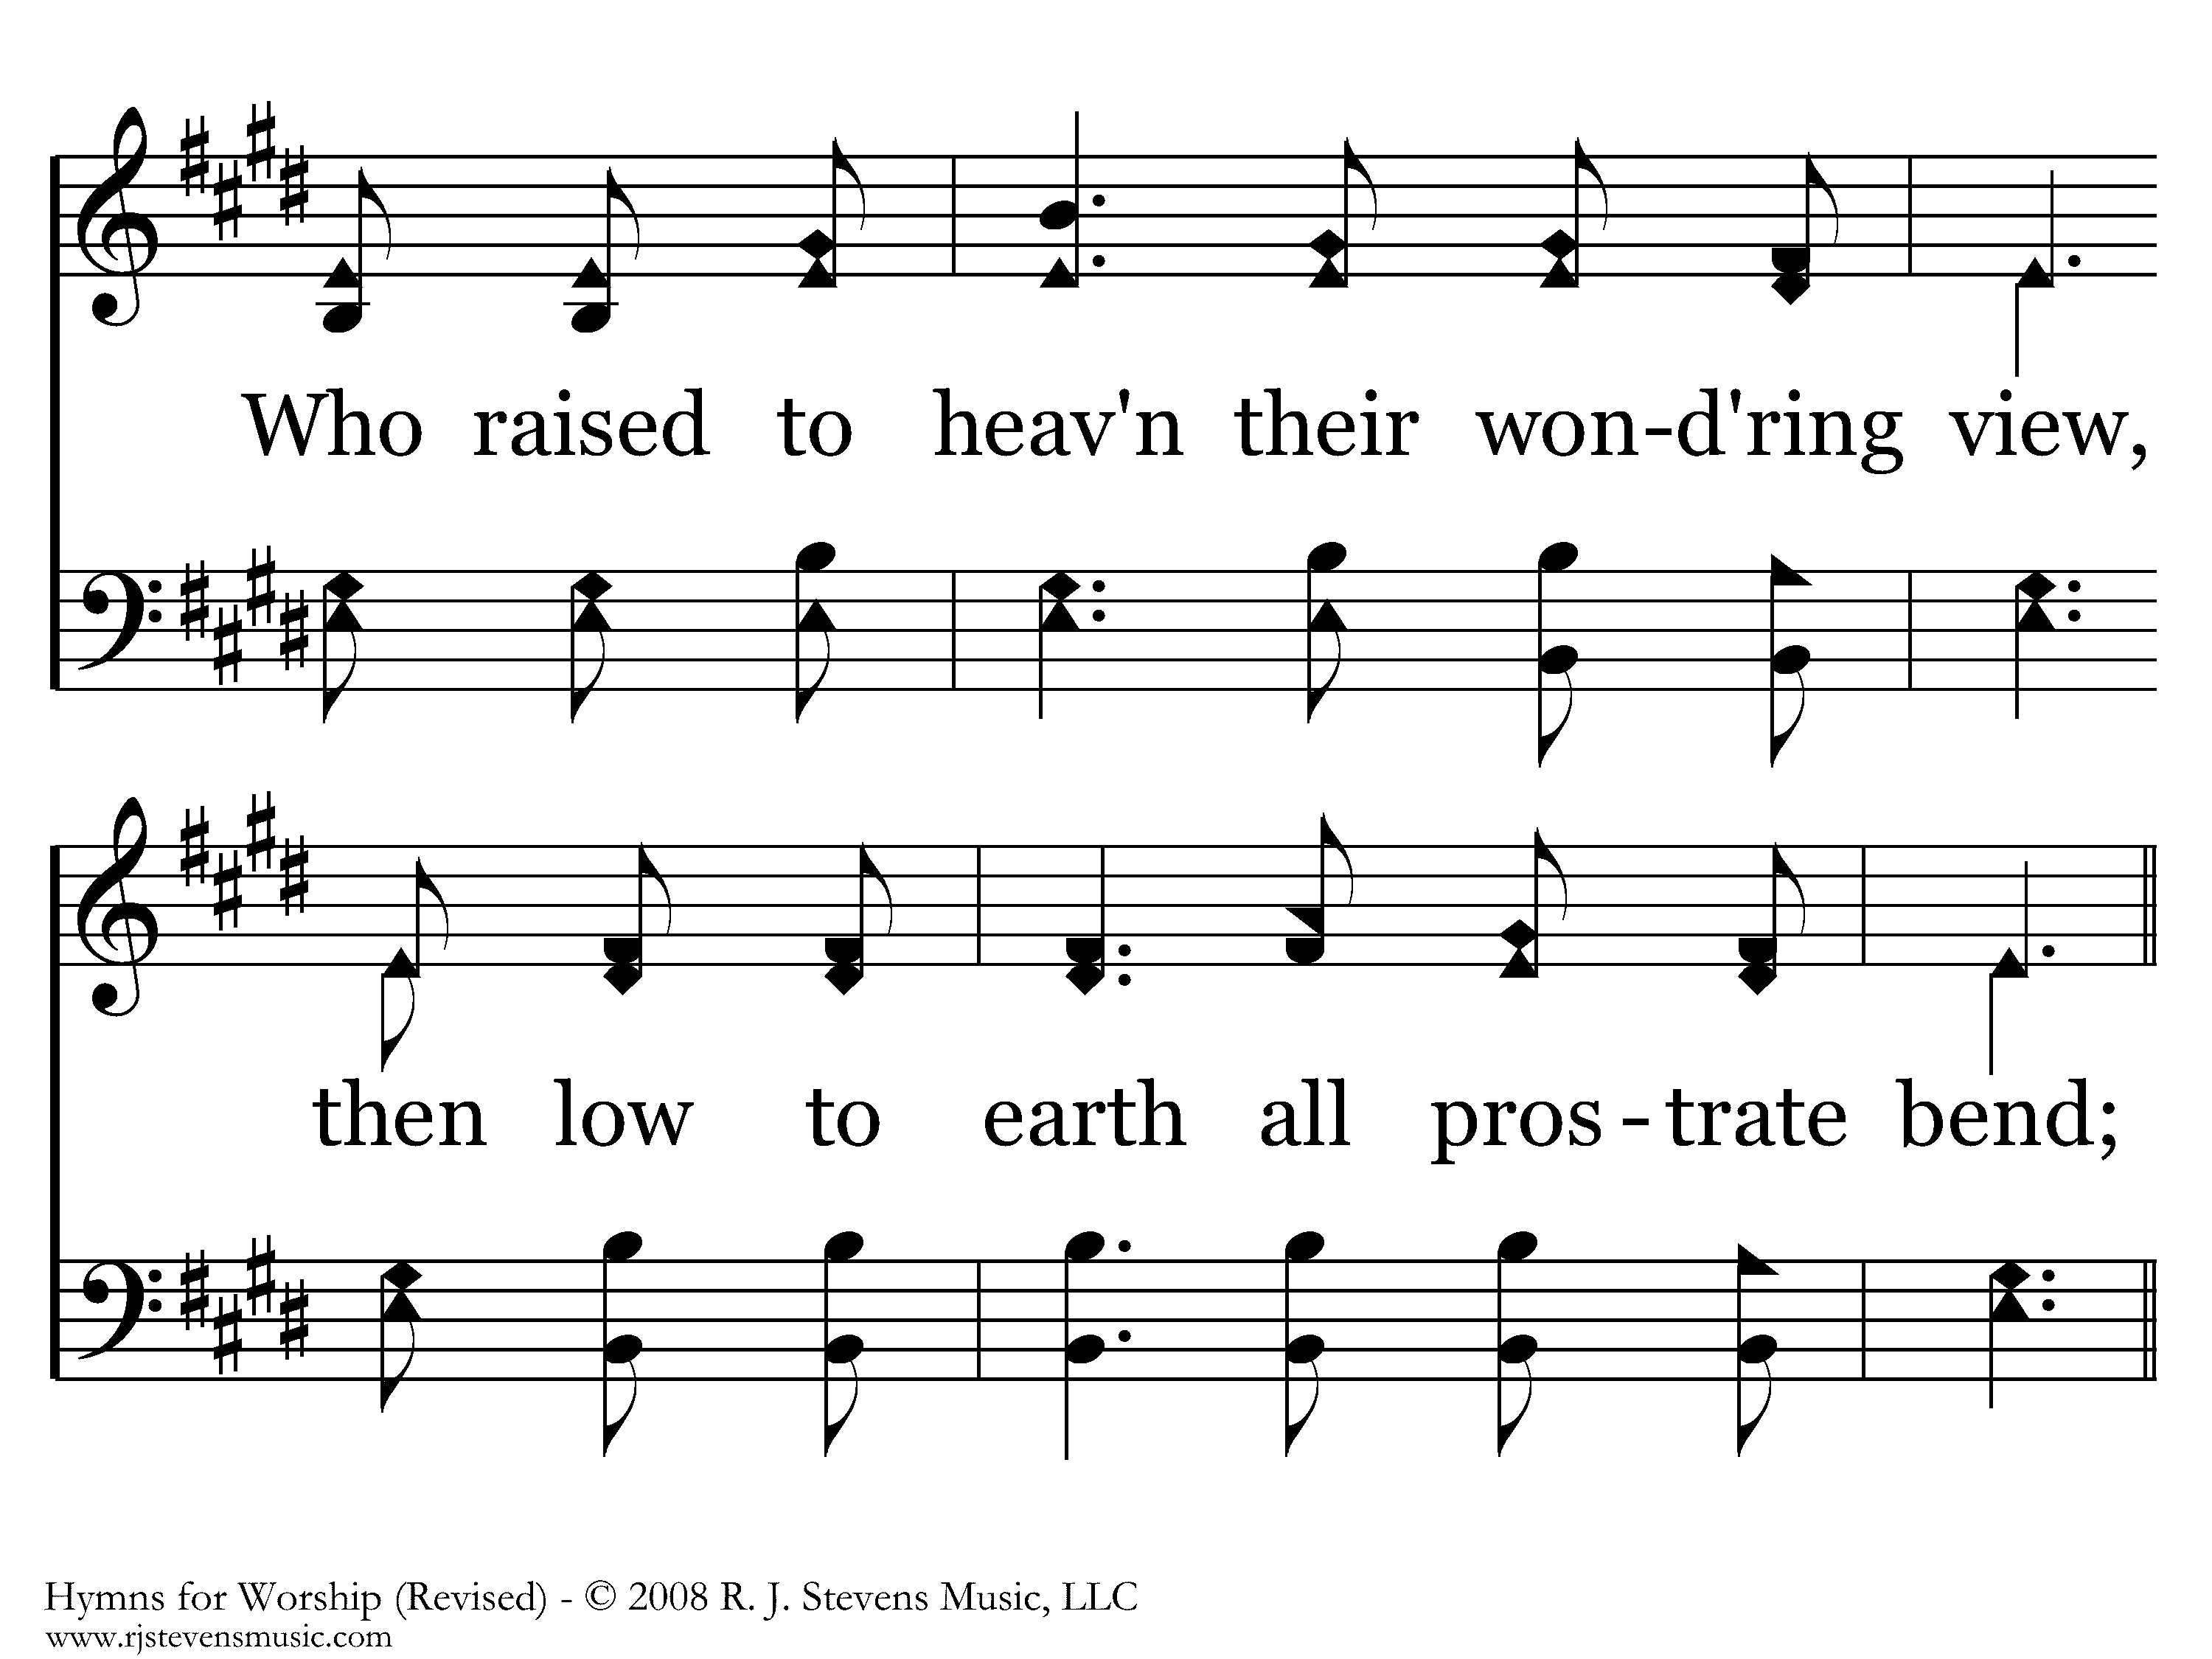 Who raised to heav'n their won-d'ring view,
then low to earth all pros - trate bend;
Hymns for Worship (Revised) - © 2008 R. J. Stevens Music, LLC
www.rjstevensmusic.com